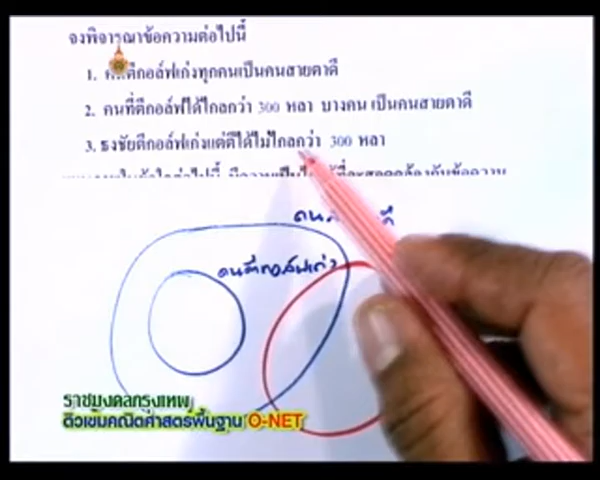 จงพิจารณาข้อความต่อไปนี้
1. คนตีกอล์ฟเก่งทุกคนเป็นคนสายตาดี
2. คนที่ตีกอล์ฟได้ไกลกว่า 300 หลา บางคน เป็นคนสายตาดี
3. ธงชัยตีกอล์ฟเก่งแต่ตีได้ไม่ไกลกว่า 300 หลา
คนตีกอล์ฟเก่ง
ราชมงคลกรุงเทพ
ติวเข้มคณิตศาสตร์พื้นฐาน O-NET